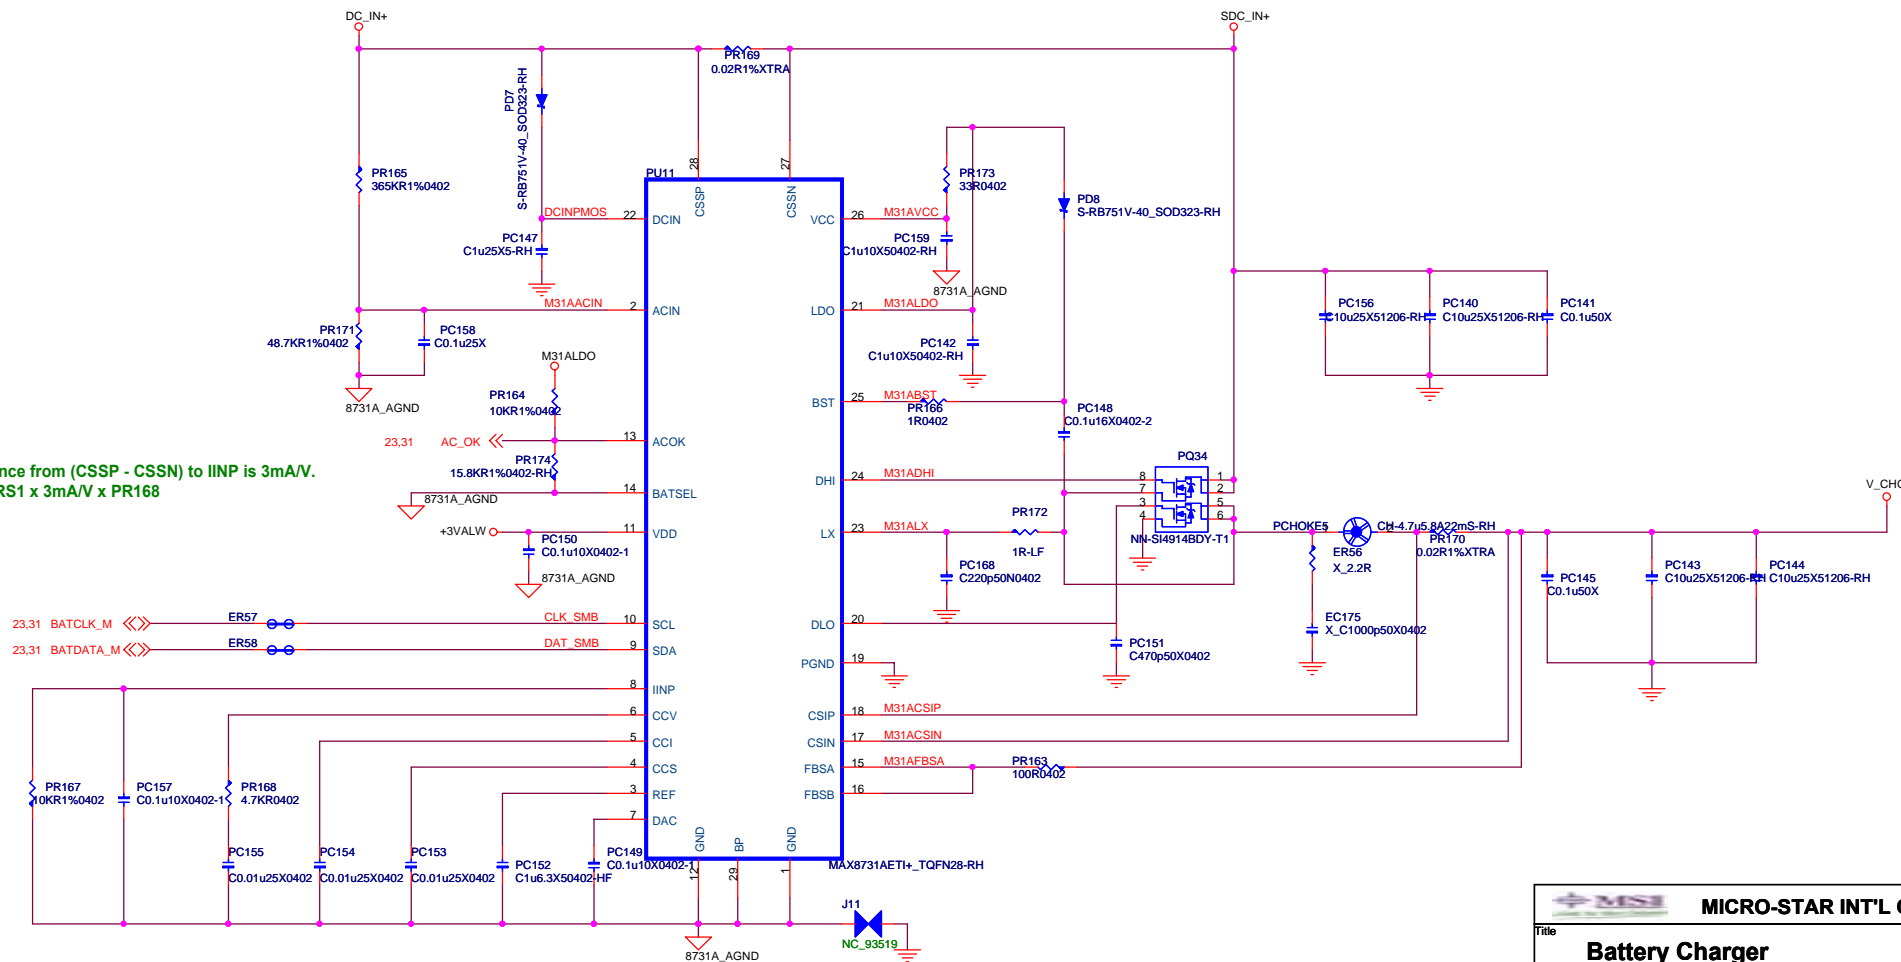 DC_IN+
SDC_IN+
PR169
0.02R1%XTRA
PD7
S-RB751V-40_SOD323-RH
PR165
365KR1%0402
PU11
28
27
CSSP
CSSN
PR173
33R0402
PD8
S-RB751V-40_SOD323-RH
DCINPMOS
22
DCIN
VCC
26
M31AVCC
PC147
C1u25X5-RH
PC159
C1u10X50402-RH
8731A_AGND
M31AACIN
2
ACIN
LDO
21
M31ALDO
PR171
48.7KR1%0402
PC158
C0.1u25X
PC142
C1u10X50402-RH
PC156
C10u25X51206-RH
PC140
C10u25X51206-RH
PC141
C0.1u50X
8731A_AGND
M31ALDO
PR164
10KR1%0402
BST
25
M31ABST
PR166
1R0402
PC148
C0.1u16X0402-2
23,31
AC_OK
13
ACOK
nce from (CSSP - CSSN) to IINP is 3mA/V.
RS1 x 3mA/V x PR168
PR174
15.8KR1%0402-RH
8731A_AGND
14
BATSEL
DHI
24
M31ADHI
PQ34
8
7
3
4
1
2
5
6
NN-SI4914BDY-T1
+3VALW
11
VDD
PC150
C0.1u10X0402-1
8731A_AGND
LX
23
M31ALX
PR172
1R-LF
PC168
C220p50N0402
PCHOKE5
CH-4.7u5.8A22mS-RH
1
2
PR170
0.02R1%XTRA
V_CHG
ER56
X_2.2R
EC175
X_C1000p50X0402
PC145
C0.1u50X
PC143
C10u25X51206-RH
PC144
C10u25X51206-RH
23,31
BATCLK_M
ER57
CLK_SMB
10
SCL
23,31
BATDATA_M
ER58
DAT_SMB
9
SDA
DLO
20
PC151
C470p50X0402
PGND
19
8
IINP
6
CCV
5
CCI
4
CCS
3
REF
7
DAC
CSIP
18
M31ACSIP
CSIN
17
M31ACSIN
FBSA
15
M31AFBSA
FBSB
16
PR163
100R0402
PR167
10KR1%0402
PC157
C0.1u10X0402-1
PR168
4.7KR0402
PC155
C0.01u25X0402
PC154
C0.01u25X0402
PC153
C0.01u25X0402
PC152
C1u6.3X50402-HF
PC149
C0.1u10X0402-1
GND
BP
GND
12
29
1
MAX8731AETI+_TQFN28-RH
J11
NC_93519
8731A_AGND
MSI
MICRO-STAR INT'L C
Title
Battery Charger